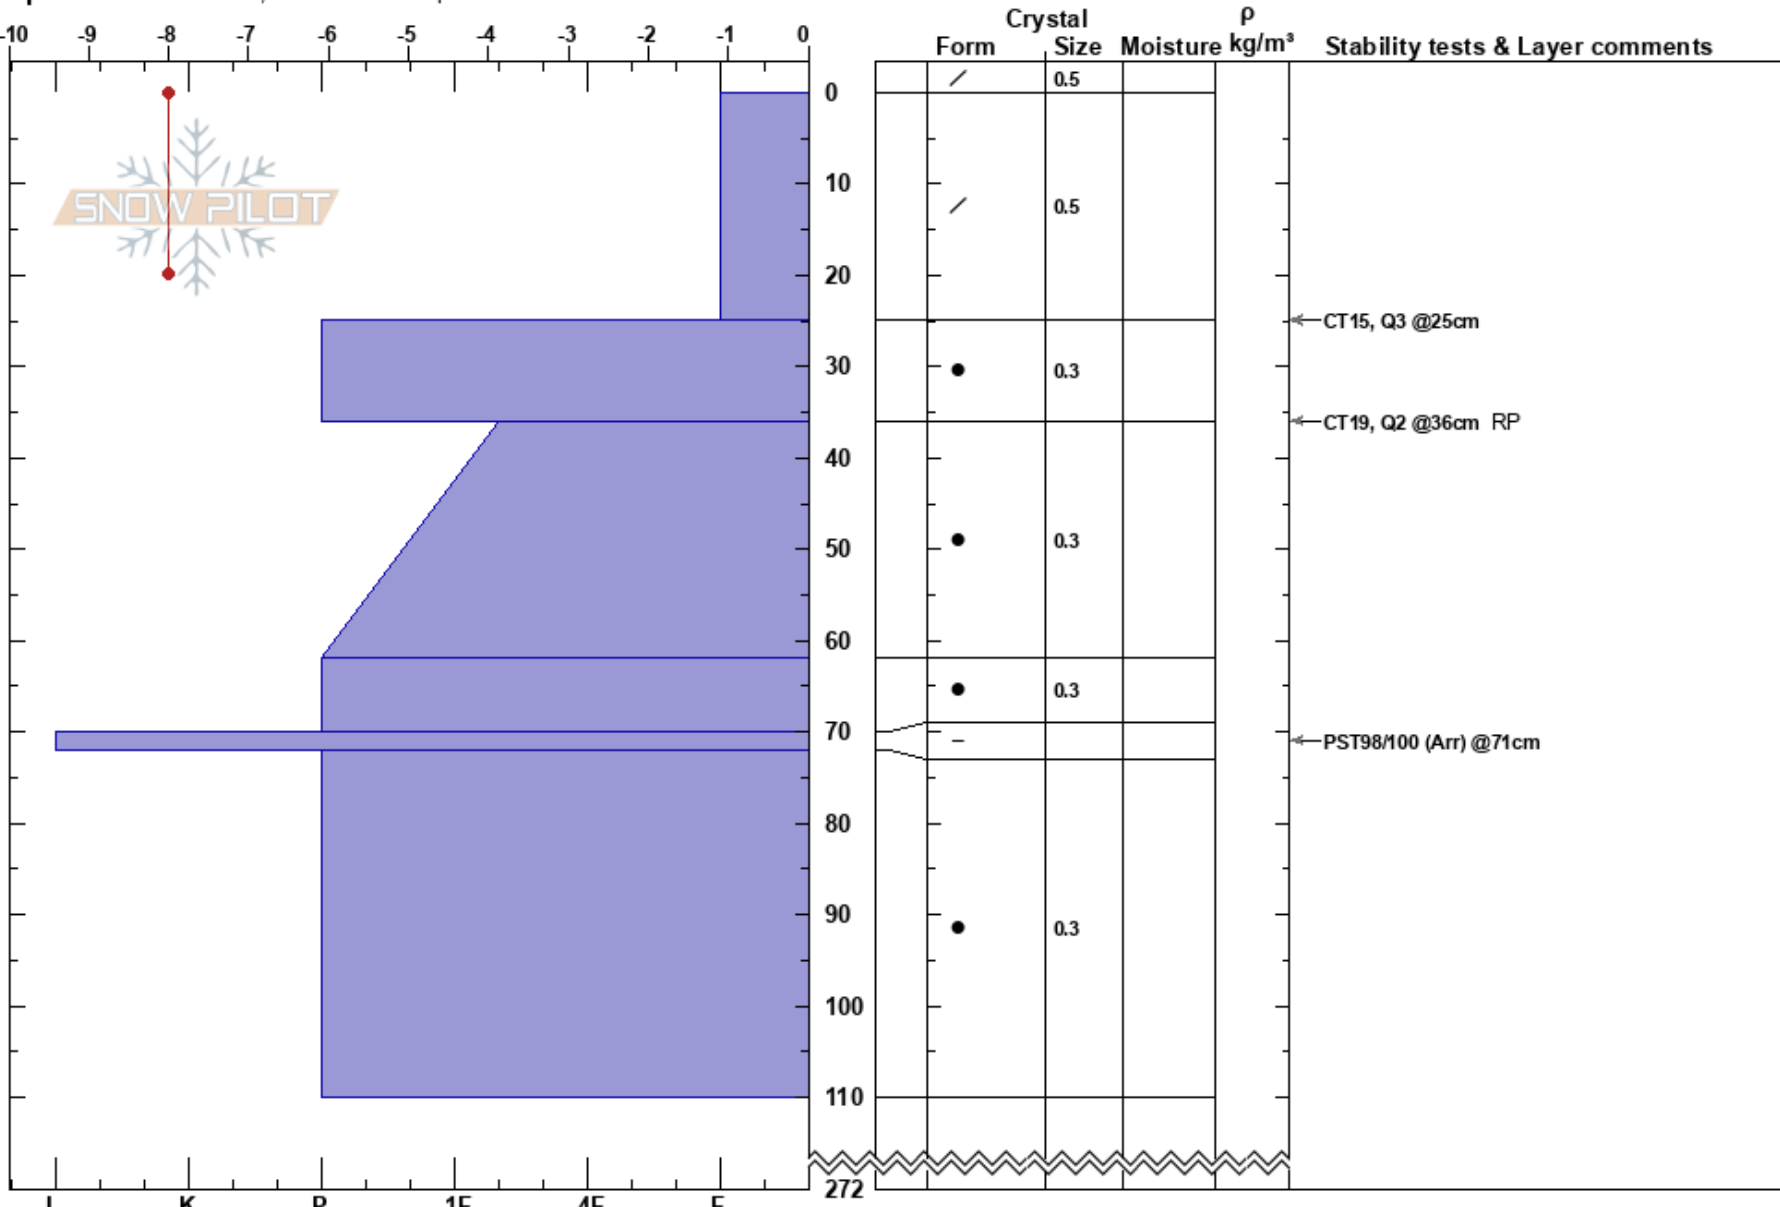 -10 -9 -8 -7 -6 -5 -4 -3 -2 -1 0
Crystal ρ
Form Size Moisture kg/m³ Stability tests & Layer comments
0.5
0
SNOW PILOT
10
0.5
20
CT15, Q3 @25cm
30
0.3
CT19, Q2 @36cm RP
40
0.3
50
60
0.3
70
PST98/100 (Arr) @71cm
80
90
0.3
100
110
272
I K P 1F 4F F